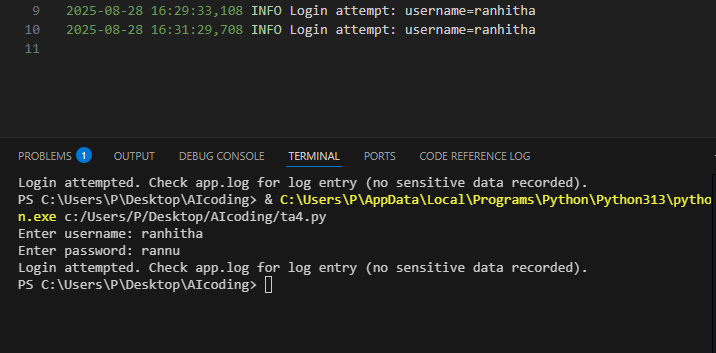 9 2025-08-28 16:29:33,108 INFO Login attempt: username=ranhitha
10 2025-08-28 16:31:29,708 INFO Login attempt: username=ranhitha
11
PROBLEMS 1 OUTPUT DEBUG CONSOLE TERMINAL PORTS CODE REFERENCE LOG
Login attempted. Check app.log for log entry (no sensitive data recorded).
PS C:\Users\P\Desktop\AIcoding> & C:\Users\P\AppData\Local\Programs\Python\Python313\pytho
n.exe c:/Users/P/Desktop/AIcoding/ta4.py
Enter username: ranhitha
Enter password: rannu
Login attempted. Check app.log for log entry (no sensitive data recorded).
PS C:\Users\P\Desktop\AIcoding>